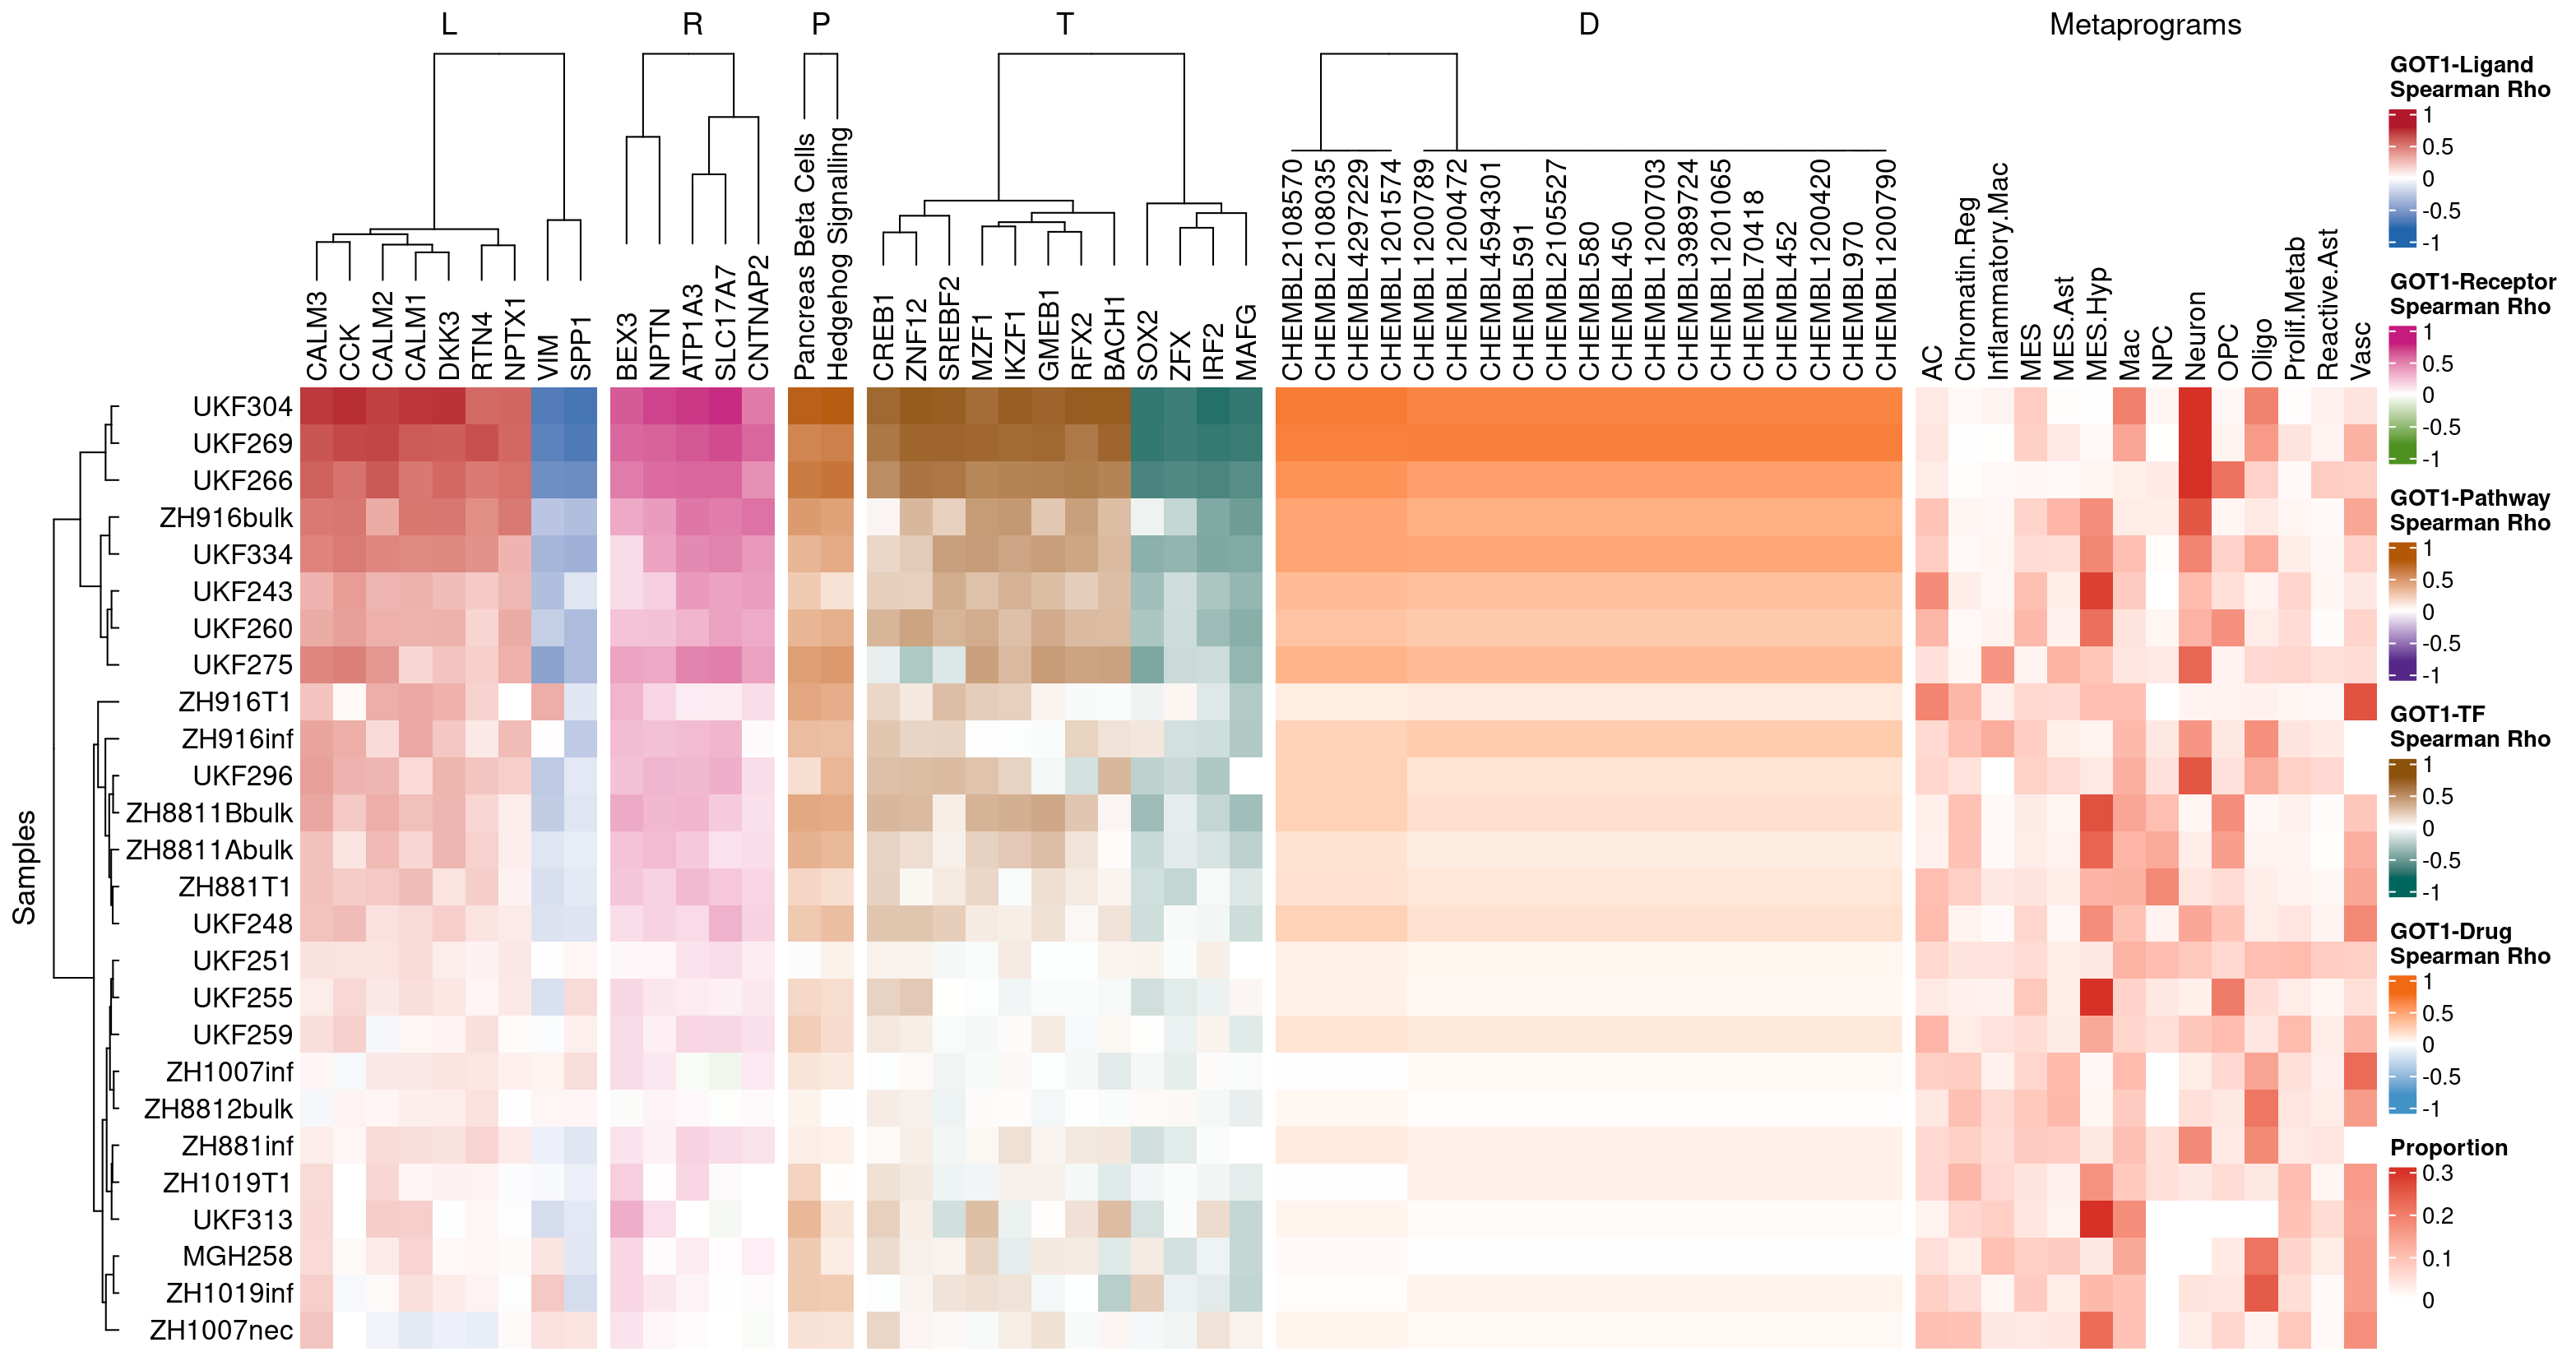 L R P T D Metaprograms
CALM3
CCK
CALM2
CALM1
DKK3
RTN4
NPTX1
VIM
SPP1
BEX3
NPTN
ATP1A3
SLC17A7
CNTNAP2
Pancreas Beta Cells
Hedgehog Signalling
CREB1
ZNF12
SREBF2
MZF1
IKZF1
GMEB1
RFX2
BACH1
SOX2
ZFX
IRF2
MAFG
CHEMBL2108570
CHEMBL2108035
CHEMBL4297229
CHEMBL1201574
CHEMBL1200789
CHEMBL1200472
CHEMBL4594301
CHEMBL591
CHEMBL2105527
CHEMBL580
CHEMBL450
CHEMBL1200703
CHEMBL3989724
CHEMBL1201065
CHEMBL70418
CHEMBL452
CHEMBL1200420
CHEMBL970
CHEMBL1200790
AC
Chromatin.Reg
Inflammatory.Mac
MES
MES.Ast
MES.Hyp
Mac
NPC
Neuron
OPC
Oligo
Prolif.Metab
Reactive.Ast
Vasc
Samples
UKF304
UKF269
UKF266
ZH916bulk
UKF334
UKF243
UKF260
UKF275
ZH916T1
ZH916inf
UKF296
ZH8811Bbulk
ZH8811Abulk
ZH881T1
UKF248
UKF251
UKF255
UKF259
ZH1007inf
ZH8812bulk
ZH881inf
ZH1019T1
UKF313
MGH258
ZH1019inf
ZH1007nec
GOT1-Ligand
Spearman Rho
1
0.5
0
-0.5
-1
GOT1-Receptor
Spearman Rho
1
0.5
0
-0.5
-1
GOT1-Pathway
Spearman Rho
1
0.5
0
-0.5
-1
GOT1-TF
Spearman Rho
1
0.5
0
-0.5
-1
GOT1-Drug
Spearman Rho
1
0.5
0
-0.5
-1
Proportion
0.3
0.2
0.1
0